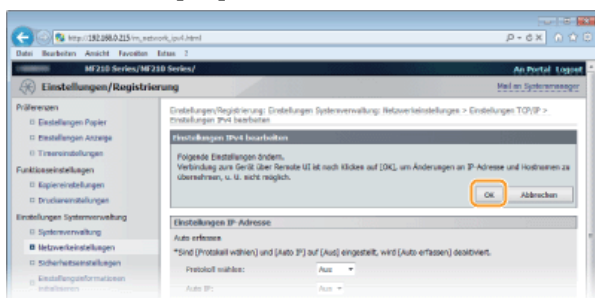 http://192.168.0.215/m_network_ipv4.html
Datei Bearbeiten Ansicht Favoriten Extras ?
MF210 Series/MF210 Series/
An Portal Logout
Einstellungen/Registrierung
Mail an Systemmanager
Präferenzen
Einstellungen Papier
Einstellungen Anzeige
Timereinstellungen
Funktionseinstellungen
Kopiereinstellungen
Druckereinstellungen
Einstellungen Systemverwaltung
Systemverwaltung
Netzwerkeinstellungen
Sicherheitseinstellungen
Einstellungsinformationen
initialisieren
Einstellungen/Registrierung: Einstellungen Systemverwaltung: Netzwerkeinstellungen > Einstellungen TCP/IP >
Einstellungen IPv4 bearbeiten
Einstellungen IPv4 bearbeiten
Folgende Einstellungen ändern.
Verbindung zum Gerät über Remote UI ist nach Klicken auf [OK], um Änderungen an IP-Adresse und Hostnamen zu
übernehmen, u. U. nicht möglich.
OK Abbrechen
Einstellungen IP-Adresse
Auto erfassen
*Sind [Protokoll wählen] und [Auto IP] auf [Aus] eingestellt, wird [Auto erfassen] deaktiviert.
Protokoll wählen: Aus
Auto IP: Aus